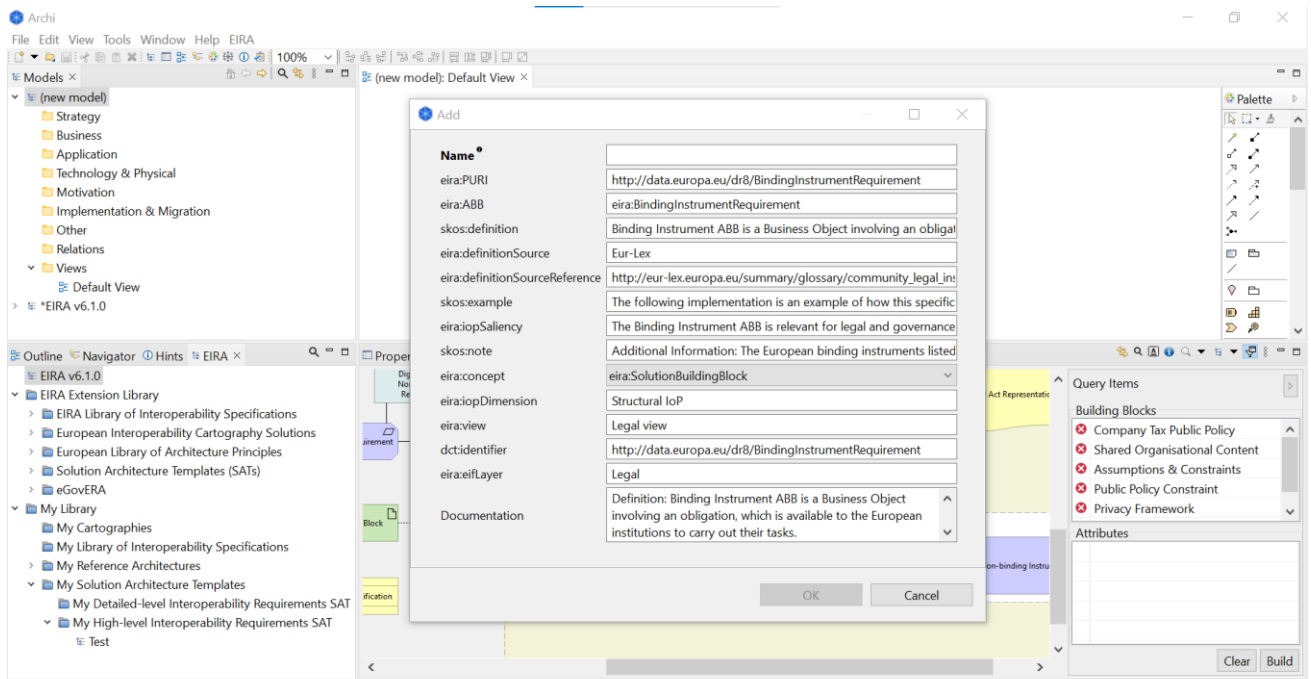 Archi
File Edit View Tools Window Help EIRA
100%
Models
(new model)
Strategy
Business
Application
Technology & Physical
Motivation
Implementation & Migration
Other
Relations
Views
Default View
*EIRA v6.1.0
(new model): Default View
Palette
Add
Name
eira:PURI http://data.europa.eu/dr8/BindingInstrumentRequirement
eira:ABB eira:BindingInstrumentRequirement
skos:definition Binding Instrument ABB is a Business Object involving an obligat
eira:definitionSource Eur-Lex
eira:definitionSourceReference http://eur-lex.europa.eu/summary/glossary/community_legal_ins
skos:example The following implementation is an example of how this specific
eira:iopSaliency The Binding Instrument ABB is relevant for legal and governance
skos:note Additional Information: The European binding instruments listed
eira:concept eira:SolutionBuildingBlock
eira:iopDimension Structural IoP
eira:view Legal view
dct:identifier http://data.europa.eu/dr8/BindingInstrumentRequirement
eira:eifLayer Legal
Documentation
Definition: Binding Instrument ABB is a Business Object
involving an obligation, which is available to the European
institutions to carry out their tasks.
OK Cancel
Outline Navigator Hints EIRA
EIRA v6.1.0
EIRA Extension Library
EIRA Library of Interoperability Specifications
European Interoperability Cartography Solutions
European Library of Architecture Principles
Solution Architecture Templates (SATs)
eGovERA
My Library
My Cartographies
My Library of Interoperability Specifications
My Reference Architectures
My Solution Architecture Templates
My Detailed-level Interoperability Requirements SAT
My High-level Interoperability Requirements SAT
Test
Proper
Dig
No
Re
uirement
Block
ification
Act Representatic
on-binding Instru
Query Items
Building Blocks
Company Tax Public Policy
Shared Organisational Content
Assumptions & Constraints
Public Policy Constraint
Privacy Framework
Attributes
Clear Build